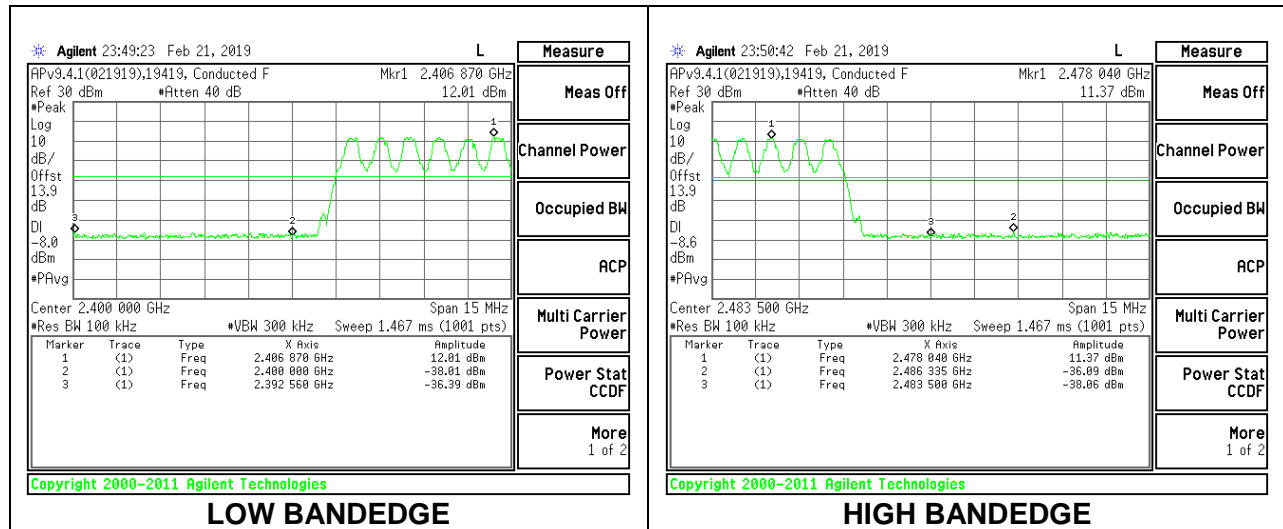 Agilent 23:49:23 Feb 21, 2019 L
Measure
APv9.4.1(021919),19419, Conducted F Mkr1 2.406 870 GHz
Ref 30 dBm #Atten 40 dB 12.01 dBm
#Peak
Log
10
dB/
Offst
13.9
dB
DI
-8.0
dBm
#PAvg
1
2
3
Center 2.400 000 GHz Span 15 MHz
#Res BW 100 kHz #VBW 300 kHz Sweep 1.467 ms (1001 pts)
Marker Trace Type X Axis Amplitude
1 (1) Freq 2.406 870 GHz 12.01 dBm
2 (1) Freq 2.400 000 GHz -38.01 dBm
3 (1) Freq 2.392 560 GHz -36.39 dBm
Meas Off
Channel Power
Occupied BW
ACP
Multi Carrier
Power
Power Stat
CCDF
More
1 of 2
Copyright 2000-2011 Agilent Technologies
LOW BANDEDGE
Agilent 23:50:42 Feb 21, 2019 L
Measure
APv9.4.1(021919),19419, Conducted F Mkr1 2.478 040 GHz
Ref 30 dBm #Atten 40 dB 11.37 dBm
#Peak
Log
10
dB/
Offst
13.9
dB
DI
-8.6
dBm
#PAvg
1
3
2
Center 2.483 500 GHz Span 15 MHz
#Res BW 100 kHz #VBW 300 kHz Sweep 1.467 ms (1001 pts)
Marker Trace Type X Axis Amplitude
1 (1) Freq 2.478 040 GHz 11.37 dBm
2 (1) Freq 2.486 335 GHz -36.09 dBm
3 (1) Freq 2.483 500 GHz -38.06 dBm
Meas Off
Channel Power
Occupied BW
ACP
Multi Carrier
Power
Power Stat
CCDF
More
1 of 2
Copyright 2000-2011 Agilent Technologies
HIGH BANDEDGE